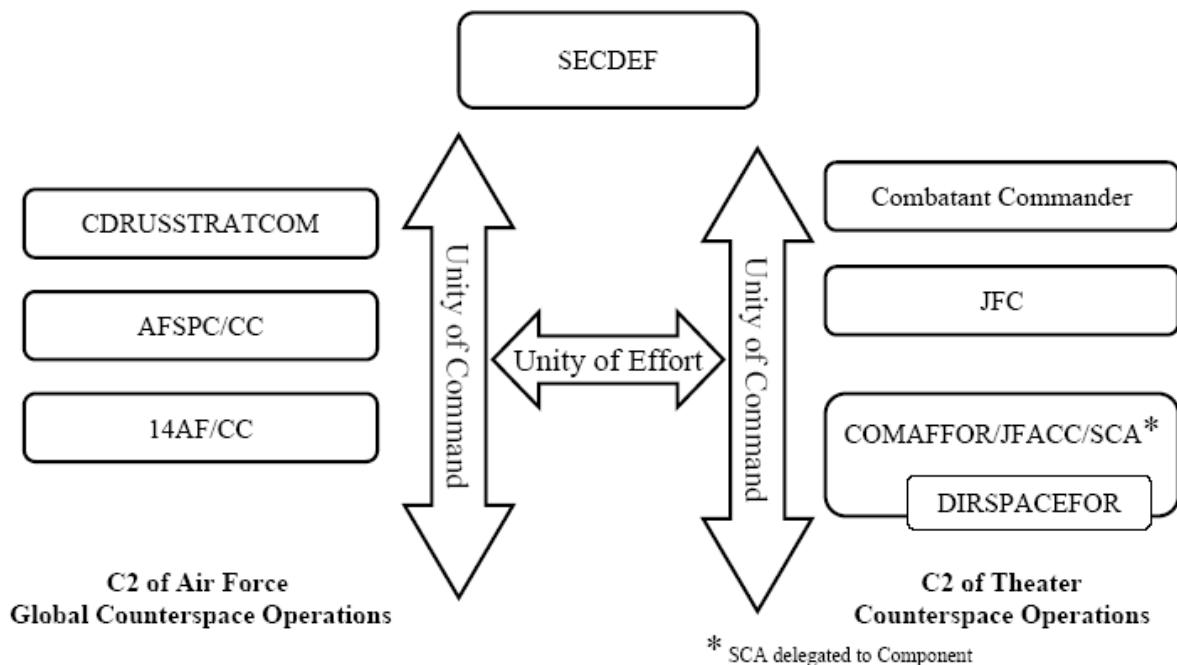 SECDEF
CDRUSSTRATCOM
AFSPC/CC
14AF/CC
Unity of Command
Unity of Effort
Unity of Command
Combatant Commander
JFC
COMAFFOR/JFACC/SCA*
DIRSPACEFOR
C2 of Air Force
Global Counterspace Operations
C2 of Theater
Counterspace Operations
* SCA delegated to Component